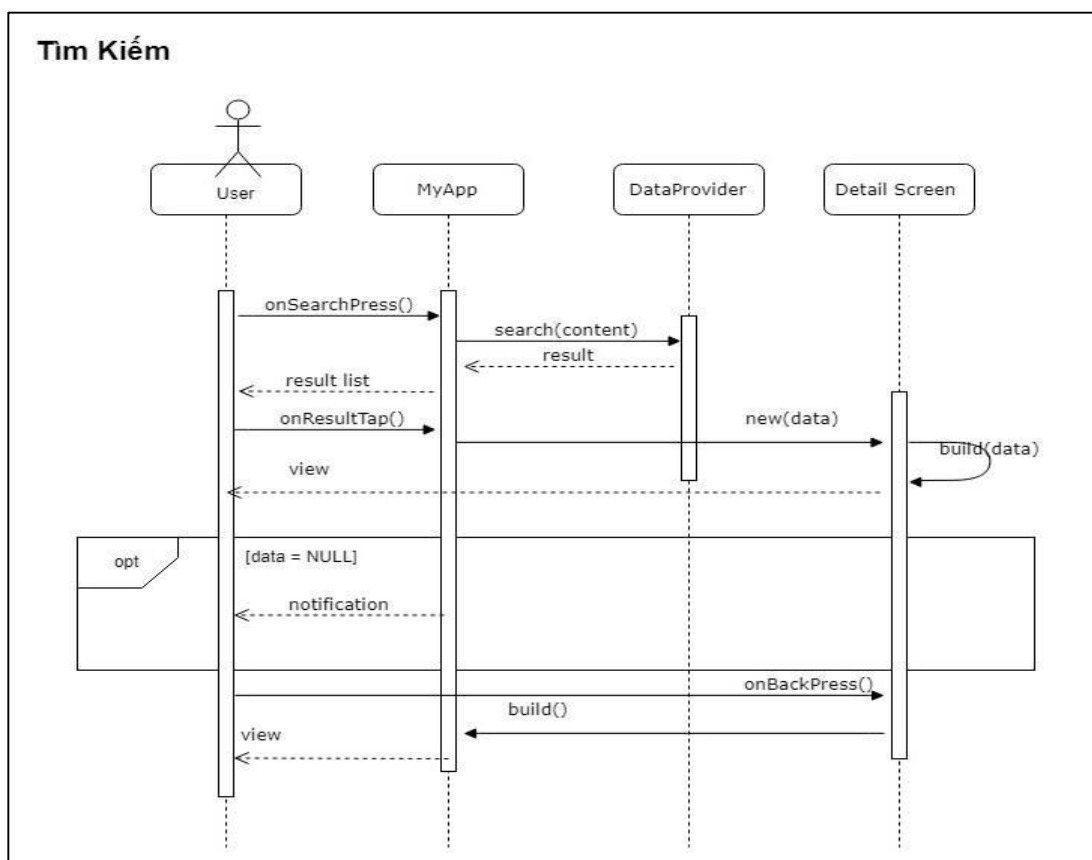 Tìm Kiếm
User
MyApp
DataProvider
Detail Screen
onSearchPress()
search(content)
result
result list
onResultTap()
new(data)
build(data)
view
opt
[data = NULL]
notification
onBackPress()
build()
view